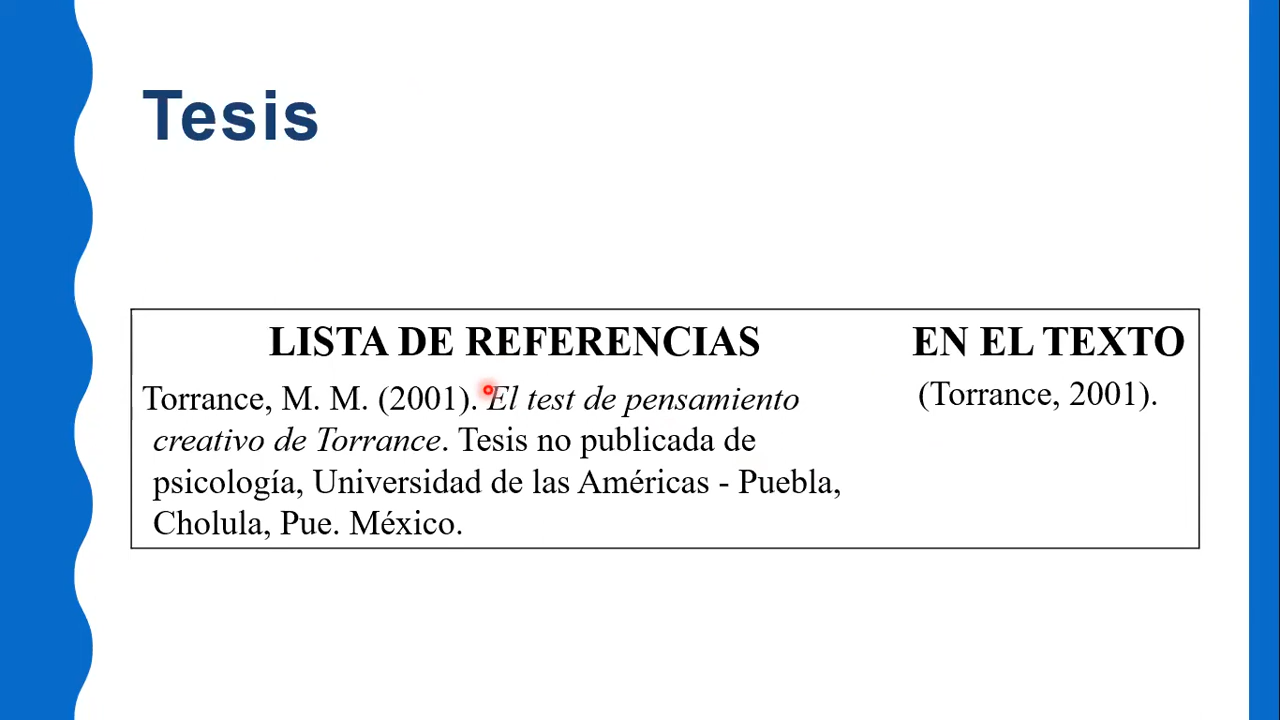 Tesis
LISTA DE REFERENCIAS EN EL TEXTO
Torrance, M. M. (2001). El test de pensamiento (Torrance, 2001).
creativo de Torrance. Tesis no publicada de
psicología, Universidad de las Américas - Puebla,
Cholula, Pue. México.